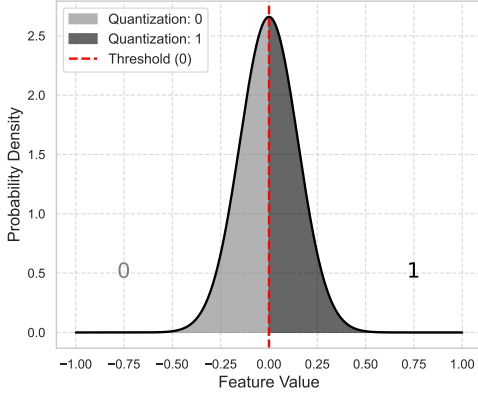 Quantization: 0
Quantization: 1
Threshold (0)
2.5
2.0
1.5
1.0
0.5
0.0
Probability Density
0
1
−1.00 −0.75 −0.50 −0.25 0.00 0.25 0.50 0.75 1.00
Feature Value